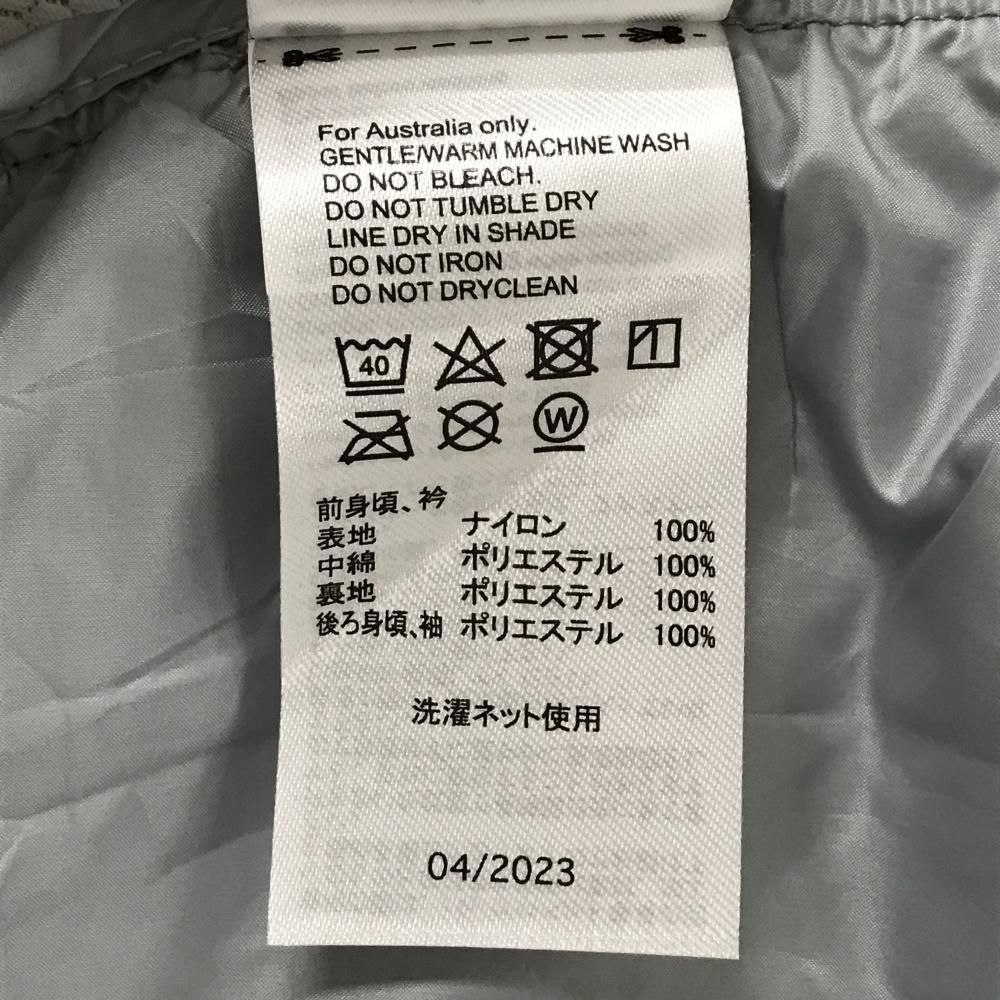 For Australia only.
GENTLE/WARM MACHINE WASH
DO NOT BLEACH.
DO NOT TUMBLE DRY
LINE DRY IN SHADE
DO NOT IRON
DO NOT DRYCLEAN
40
W
前身頃、衿
表地 ナイロン 100%
中綿 ポリエステル 100%
裏地 ポリエステル 100%
後ろ身頃、袖 ポリエステル 100%
洗濯ネット使用
04/2023